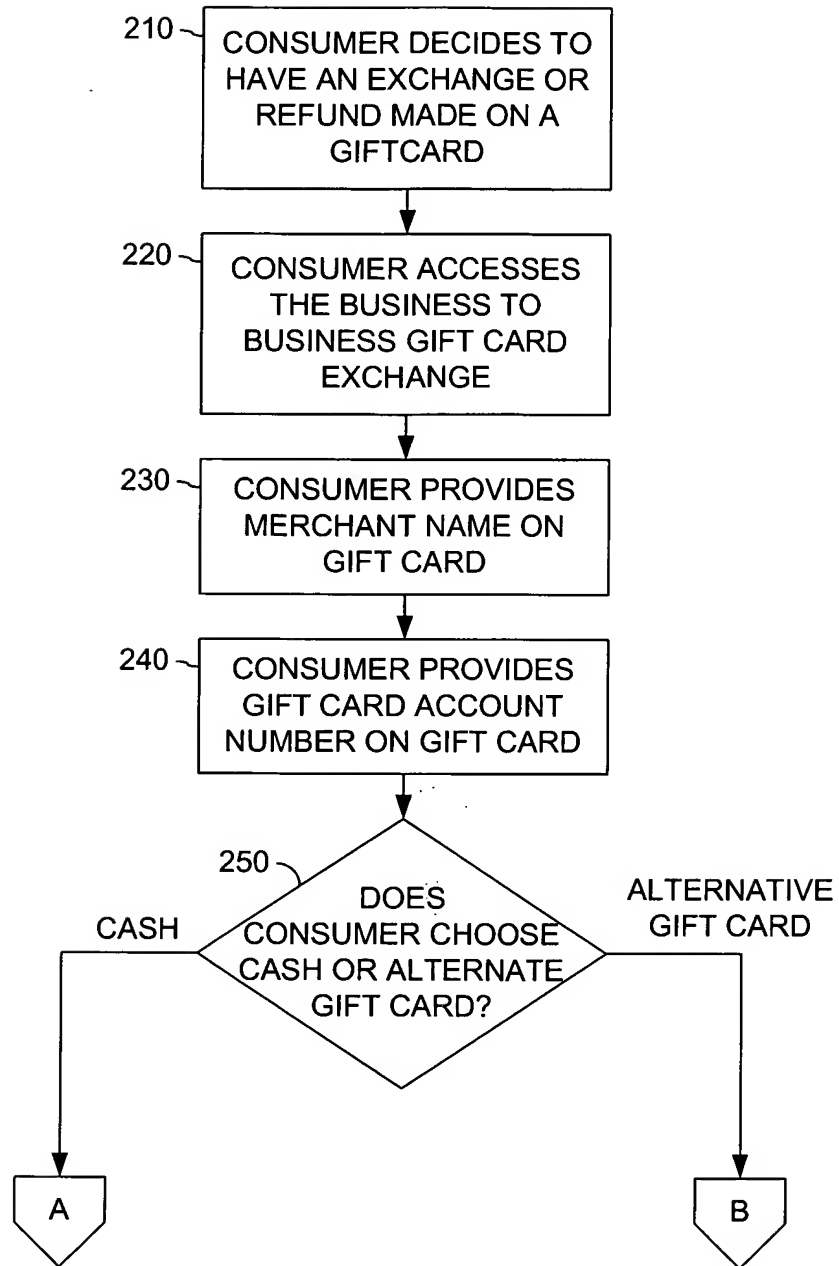 210
CONSUMER DECIDES TO
HAVE AN EXCHANGE OR
REFUND MADE ON A
GIFTCARD
220
CONSUMER ACCESSES
THE BUSINESS TO
BUSINESS GIFT CARD
EXCHANGE
230
CONSUMER PROVIDES
MERCHANT NAME ON
GIFT CARD
240
CONSUMER PROVIDES
GIFT CARD ACCOUNT
NUMBER ON GIFT CARD
250
DOES
CONSUMER CHOOSE
CASH OR ALTERNATE
GIFT CARD?
CASH
ALTERNATIVE
GIFT CARD
A
B